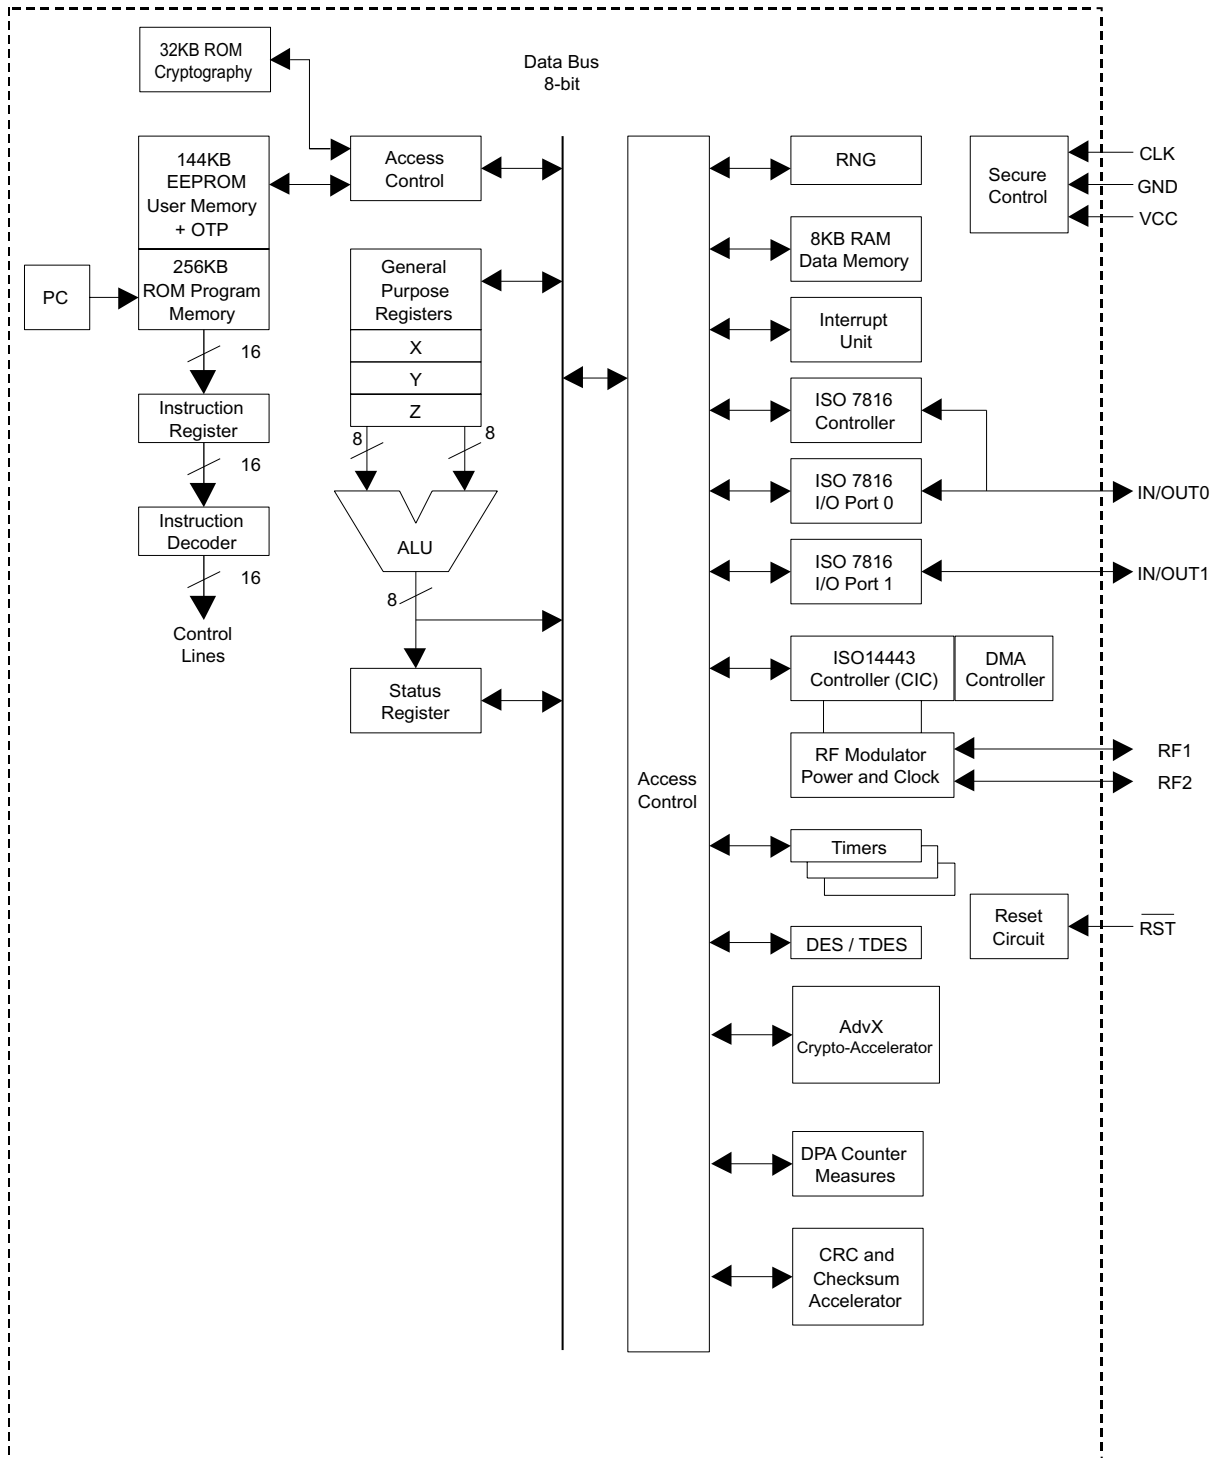 32KB ROM
Cryptography
Data Bus
8-bit
144KB
EEPROM
User Memory
+ OTP
Access
Control
256KB
ROM Program
Memory
PC
16
Instruction
Register
16
Instruction
Decoder
16
Control
Lines
General
Purpose
Registers
X
Y
Z
8
8
ALU
8
Status
Register
Access
Control
RNG
8KB RAM
Data Memory
Interrupt
Unit
ISO 7816
Controller
ISO 7816
I/O Port 0
ISO 7816
I/O Port 1
ISO14443
Controller (CIC)
DMA
Controller
RF Modulator
Power and Clock
Timers
DES / TDES
AdvX
Crypto-Accelerator
DPA Counter
Measures
CRC and
Checksum
Accelerator
Secure
Control
CLK
GND
VCC
IN/OUT0
IN/OUT1
RF1
RF2
Reset
Circuit
RST